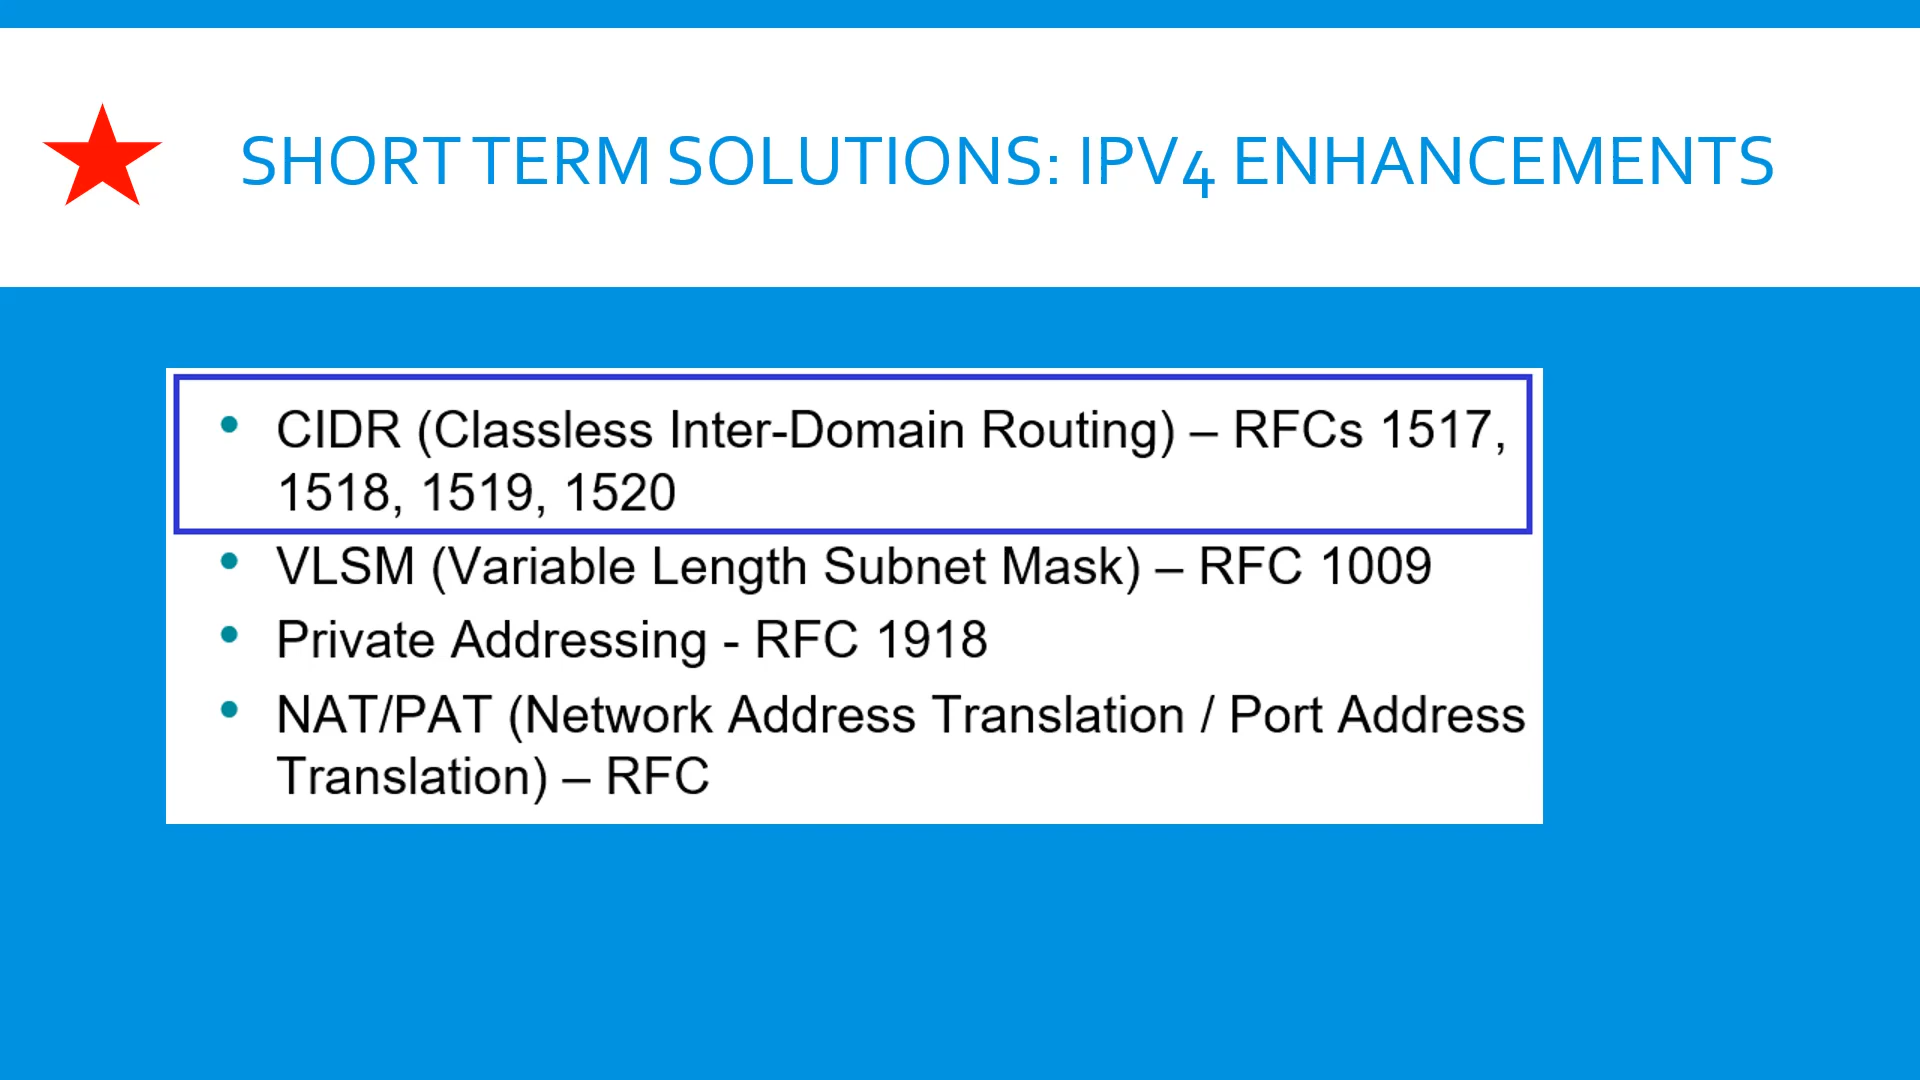 SHORT TERM SOLUTIONS: IPV4 ENHANCEMENTS
• CIDR (Classless Inter-Domain Routing) – RFCs 1517,
1518, 1519, 1520
• VLSM (Variable Length Subnet Mask) – RFC 1009
• Private Addressing - RFC 1918
• NAT/PAT (Network Address Translation / Port Address
Translation) – RFC